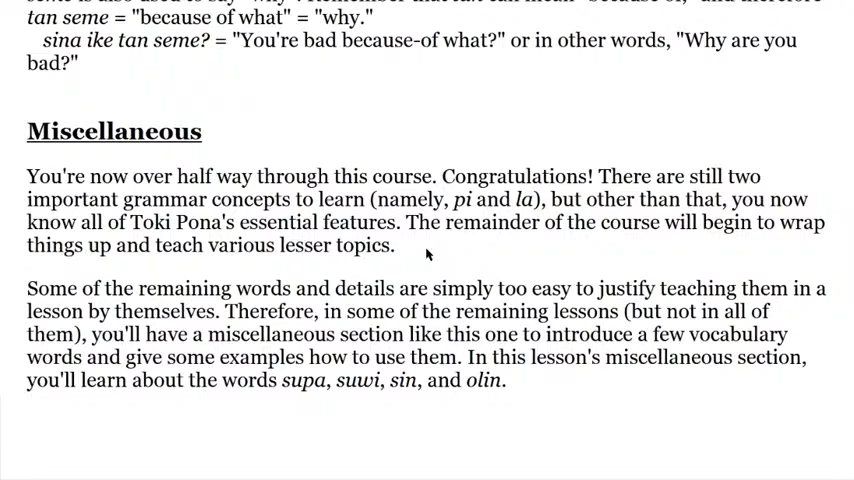 tan seme = "because of what" = "why."
sina ike tan seme? = "You're bad because-of what?" or in other words, "Why are you
bad?"
Miscellaneous
You're now over half way through this course. Congratulations! There are still two
important grammar concepts to learn (namely, pi and la), but other than that, you now
know all of Toki Pona's essential features. The remainder of the course will begin to wrap
things up and teach various lesser topics.
Some of the remaining words and details are simply too easy to justify teaching them in a
lesson by themselves. Therefore, in some of the remaining lessons (but not in all of
them), you'll have a miscellaneous section like this one to introduce a few vocabulary
words and give some examples how to use them. In this lesson's miscellaneous section,
you'll learn about the words supa, suwi, sin, and olin.